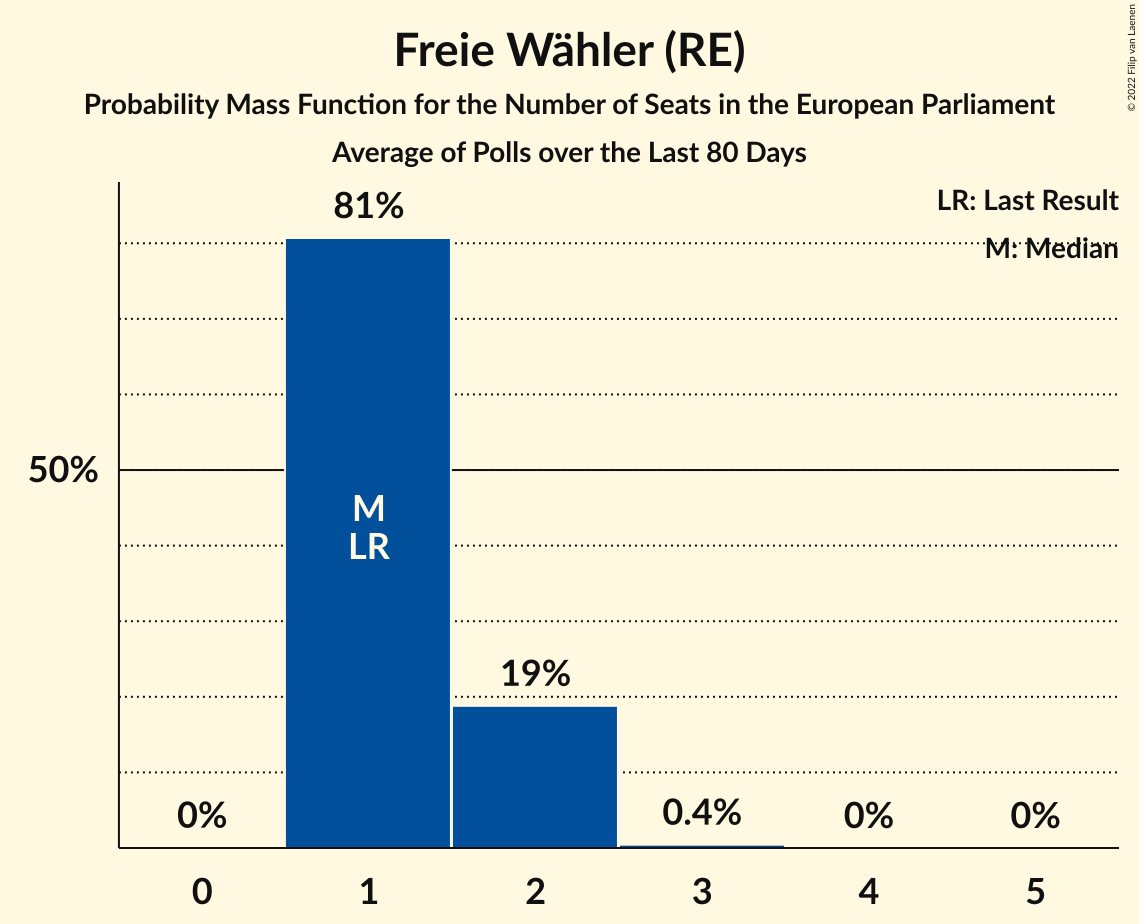 Freie Wähler (RE)
Probability Mass Function for the Number of Seats in the European Parliament
Average of Polls over the Last 80 Days
© 2022 Filip van Laenen
LR: Last Result
M: Median
81%
50%
M
LR
19%
0%
0.4%
0%
0%
0 1 2 3 4 5